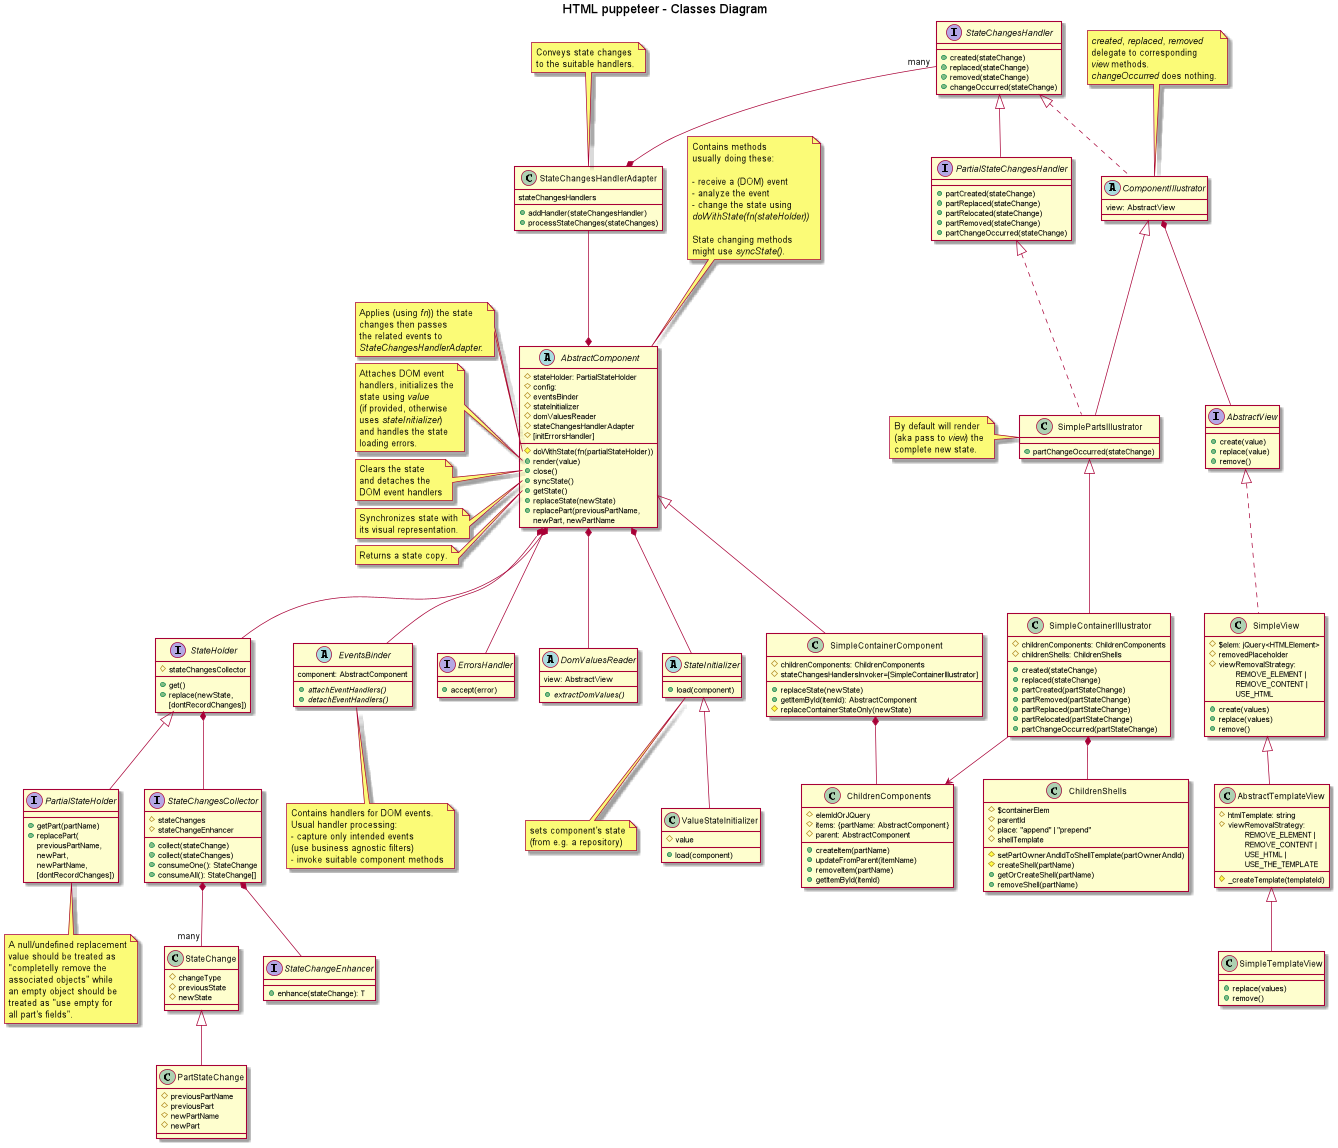 HTML puppeteer - Classes Diagram
StateChangesHandler
created(stateChange)
replaced(stateChange)
removed(stateChange)
changeOccurred(stateChange)
many
created, replaced, removed
delegate to corresponding
view methods.
changeOccurred does nothing.
Conveys state changes
to the suitable handlers.
StateChangesHandlerAdapter
stateChangesHandlers
addHandler(stateChangesHandler)
processStateChanges(stateChanges)
Contains methods
usually doing these:
- receive a (DOM) event
- analyze the event
- change the state using
doWithState(fn(stateHolder))
State changing methods
might use syncState().
PartialStateChangesHandler
partCreated(stateChange)
partReplaced(stateChange)
partRelocated(stateChange)
partRemoved(stateChange)
partChangeOccurred(stateChange)
ComponentIllustrator
view: AbstractView
Applies (using fn)) the state
changes then passes
the related events to
StateChangesHandlerAdapter.
Attaches DOM event
handlers, initializes the
state using value
(if provided, otherwise
uses stateInitializer)
and handles the state
loading errors.
Clears the state
and detaches the
DOM event handlers
Synchronizes state with
its visual representation.
Returns a state copy.
AbstractComponent
stateHolder: PartialStateHolder
config:
eventsBinder
stateInitializer
domValuesReader
stateChangesHandlerAdapter
[initErrorsHandler]
doWithState(fn(partialStateHolder))
render(value)
close()
syncState()
getState()
replaceState(newState)
replacePart(previousPartName,
newPart, newPartName
By default will render
(aka pass to view) the
complete new state.
SimplePartsIllustrator
partChangeOccurred(stateChange)
AbstractView
create(value)
replace(value)
remove()
StateHolder
stateChangesCollector
get()
replace(newState,
[dontRecordChanges])
EventsBinder
component: AbstractComponent
attachEventHandlers()
detachEventHandlers()
ErrorsHandler
accept(error)
DomValuesReader
view: AbstractView
extractDomValues()
StateInitializer
load(component)
SimpleContainerComponent
childrenComponents: ChildrenComponents
stateChangesHandlersInvoker=[SimpleContainerIllustrator]
replaceState(newState)
getItemById(itemId): AbstractComponent
replaceContainerStateOnly(newState)
SimpleContainerIllustrator
childrenComponents: ChildrenComponents
childrenShells: ChildrenShells
created(stateChange)
replaced(stateChange)
partCreated(partStateChange)
partRemoved(partStateChange)
partReplaced(partStateChange)
partRelocated(partStateChange)
partChangeOccurred(partStateChange)
SimpleView
$elem: jQuery<HTMLElement>
removedPlaceholder
viewRemovalStrategy:
REMOVE_ELEMENT |
REMOVE_CONTENT |
USE_HTML
create(values)
replace(values)
remove()
PartialStateHolder
getPart(partName)
replacePart(
previousPartName,
newPart,
newPartName,
[dontRecordChanges])
StateChangesCollector
stateChanges
stateChangeEnhancer
collect(stateChange)
collect(stateChanges)
consumeOne(): StateChange
consumeAll(): StateChange[]
Contains handlers for DOM events.
Usual handler processing:
- capture only intended events
(use business agnostic filters)
- invoke suitable component methods
sets component's state
(from e.g. a repository)
ValueStateInitializer
value
load(component)
ChildrenComponents
elemIdOrJQuery
items: {partName: AbstractComponent}
parent: AbstractComponent
createItem(partName)
updateFromParent(itemName)
removeItem(partName)
getItemById(itemId)
ChildrenShells
$containerElem
parentId
place: "append" | "prepend"
shellTemplate
setPartOwnerAndIdToShellTemplate(partOwnerAndId)
createShell(partName)
getOrCreateShell(partName)
removeShell(partName)
AbstractTemplateView
htmlTemplate: string
viewRemovalStrategy:
REMOVE_ELEMENT |
REMOVE_CONTENT |
USE_HTML |
USE_THE_TEMPLATE
_createTemplate(templateId)
A null/undefined replacement
value should be treated as
"completelly remove the
associated objects" while
an empty object should be
treated as "use empty for
all part's fields".
many
StateChange
changeType
previousState
newState
StateChangeEnhancer
enhance(stateChange): T
SimpleTemplateView
replace(values)
remove()
PartStateChange
previousPartName
previousPart
newPartName
newPart